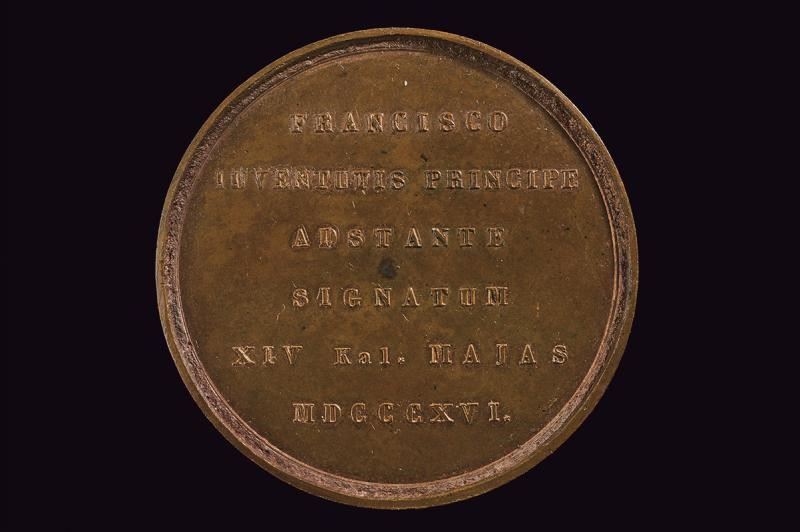 FRANCISCO
IUVENTUTIS PRINCIPE
ADSTANTE
SIGNATUM
XIV Kal. MAJAS
MDCCCXVI.